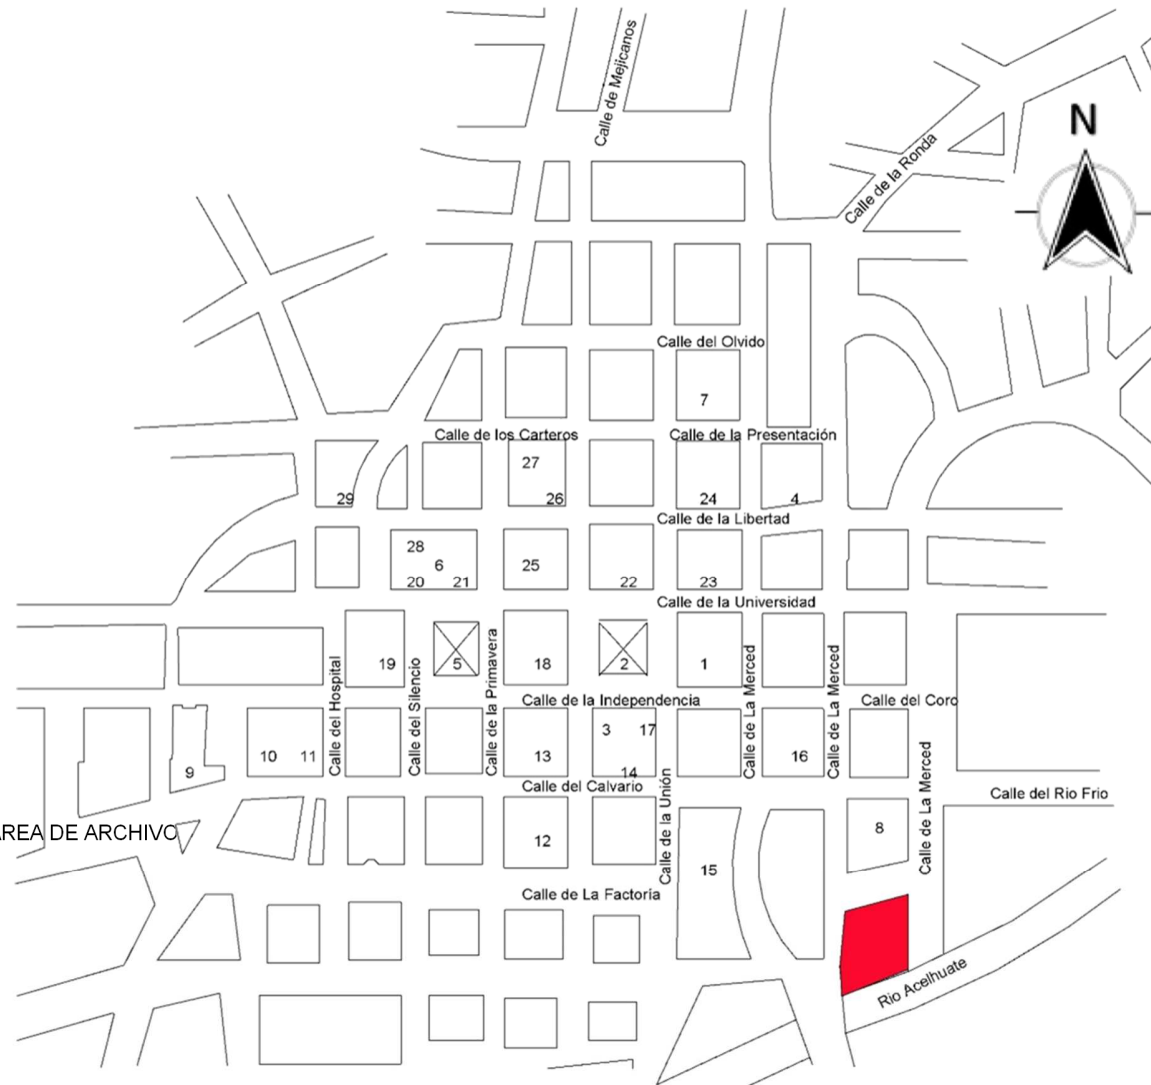 Calle de Mejicanos
N
Calle de la Ronda
Calle del Olvido
7
Calle de los Carteros
Calle de la Presentación
27
29
26
24
4
Calle de la Libertad
28
6
25
20
21
22
23
Calle de la Universidad
19
5
18
2
1
Calle del Hospital
Calle del Silencio
Calle de la Primavera
Calle de La Merced
Calle de La Merced
Calle de la Independencia
Calle del Coro
3
17
10
11
13
16
9
14
Calle del Calvario
Calle de la Unión
Calle de La Merced
Calle del Rio Frio
AREA DE ARCHIVO
12
8
15
Calle de La Factoría
Rio Acelhuate